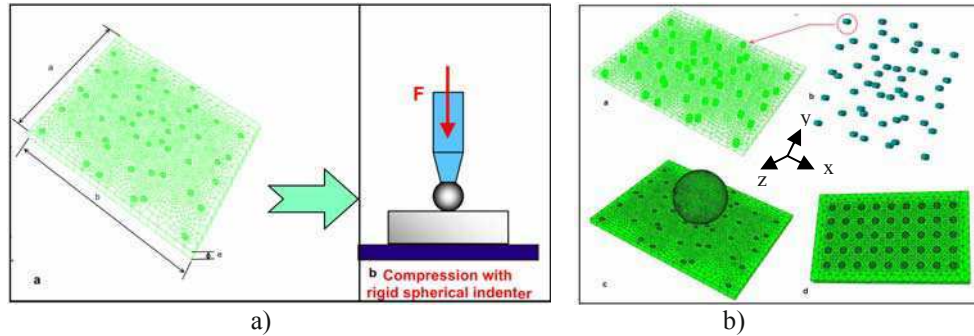 a
b
e
a
F
b
Compression with
rigid spherical indenter
a
b
y
z
x
c
d
a)
b)